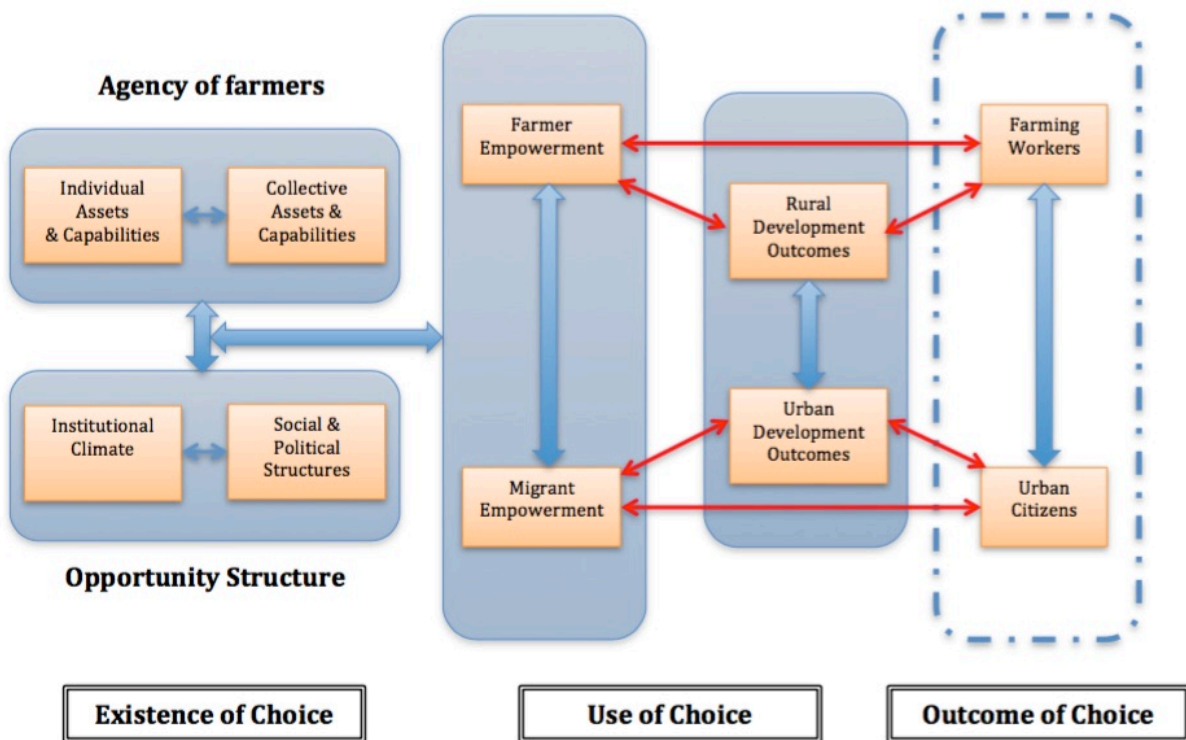 Agency of farmers
Individual
Assets
& Capabilities
Collective
Assets &
Capabilities
Institutional
Climate
Social &
Political
Structures
Opportunity Structure
Farmer
Empowerment
Migrant
Empowerment
Rural
Development
Outcomes
Urban
Development
Outcomes
Farming
Workers
Urban
Citizens
Existence of Choice
Use of Choice
Outcome of Choice